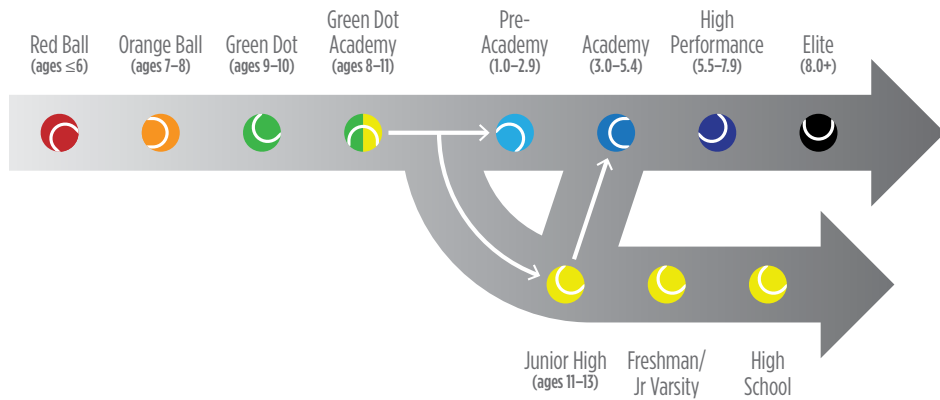 Red Ball
(ages ≤6)
Orange Ball
(ages 7–8)
Green Dot
(ages 9–10)
Green Dot
Academy
(ages 8–11)
Pre-
Academy
(1.0–2.9)
Academy
(3.0–5.4)
High
Performance
(5.5–7.9)
Elite
(8.0+)
Junior High
(ages 11–13)
Freshman/
Jr Varsity
High
School